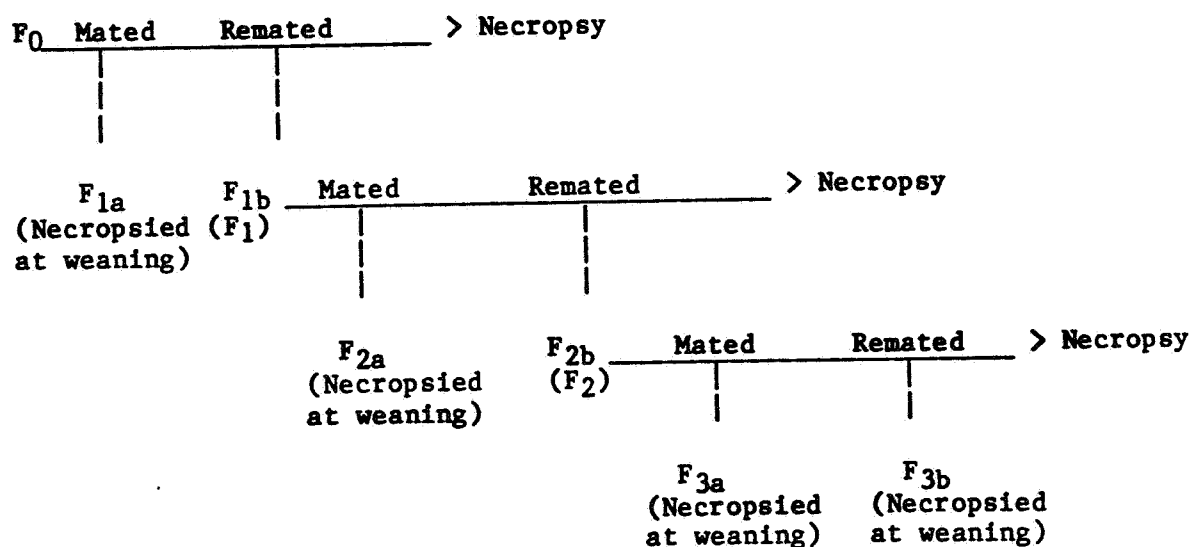 F0 Mated Remated > Necropsy
F1a F1b Mated Remated > Necropsy
(Necropsied (F1)
at weaning)
F2a F2b Mated Remated > Necropsy
(Necropsied (F2)
at weaning)
F3a F3b
(Necropsied (Necropsied
at weaning) at weaning)